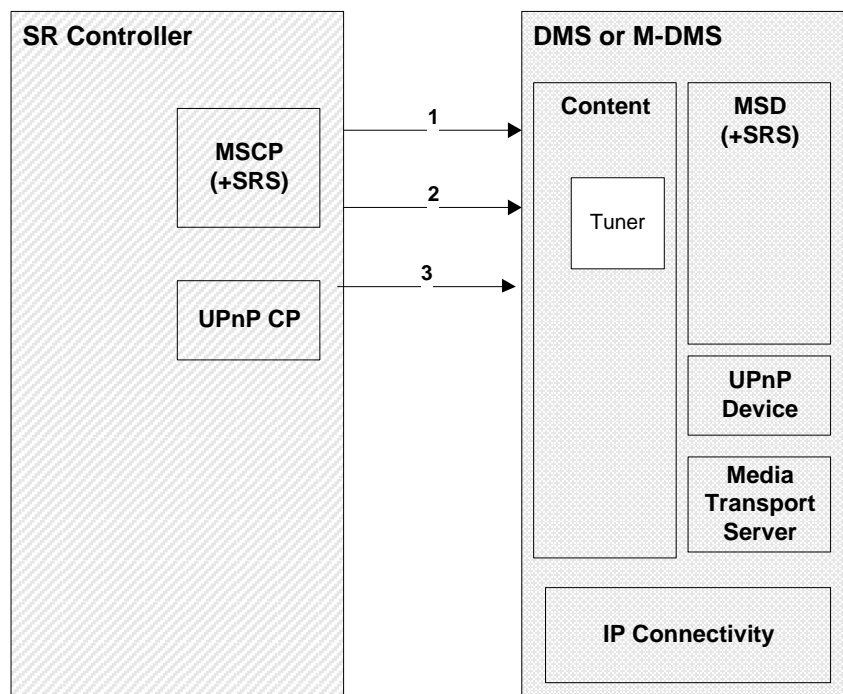 SR Controller
MSCP
(+SRS)
UPnP CP
1
2
3
DMS or M-DMS
Content
Tuner
MSD
(+SRS)
UPnP
Device
Media
Transport
Server
IP Connectivity